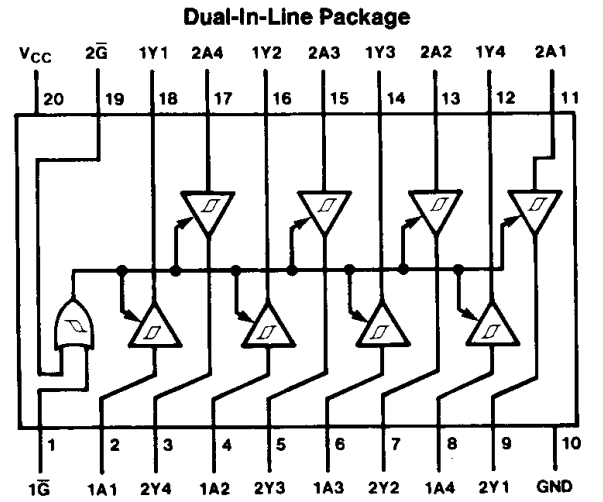 Dual-In-Line Package
VCC 2G̅ 1Y1 2A4 1Y2 2A3 1Y3 2A2 1Y4 2A1
20 19 18 17 16 15 14 13 12 11
1 2 3 4 5 6 7 8 9 10
1G̅ 1A1 2Y4 1A2 2Y3 1A3 2Y2 1A4 2Y1 GND